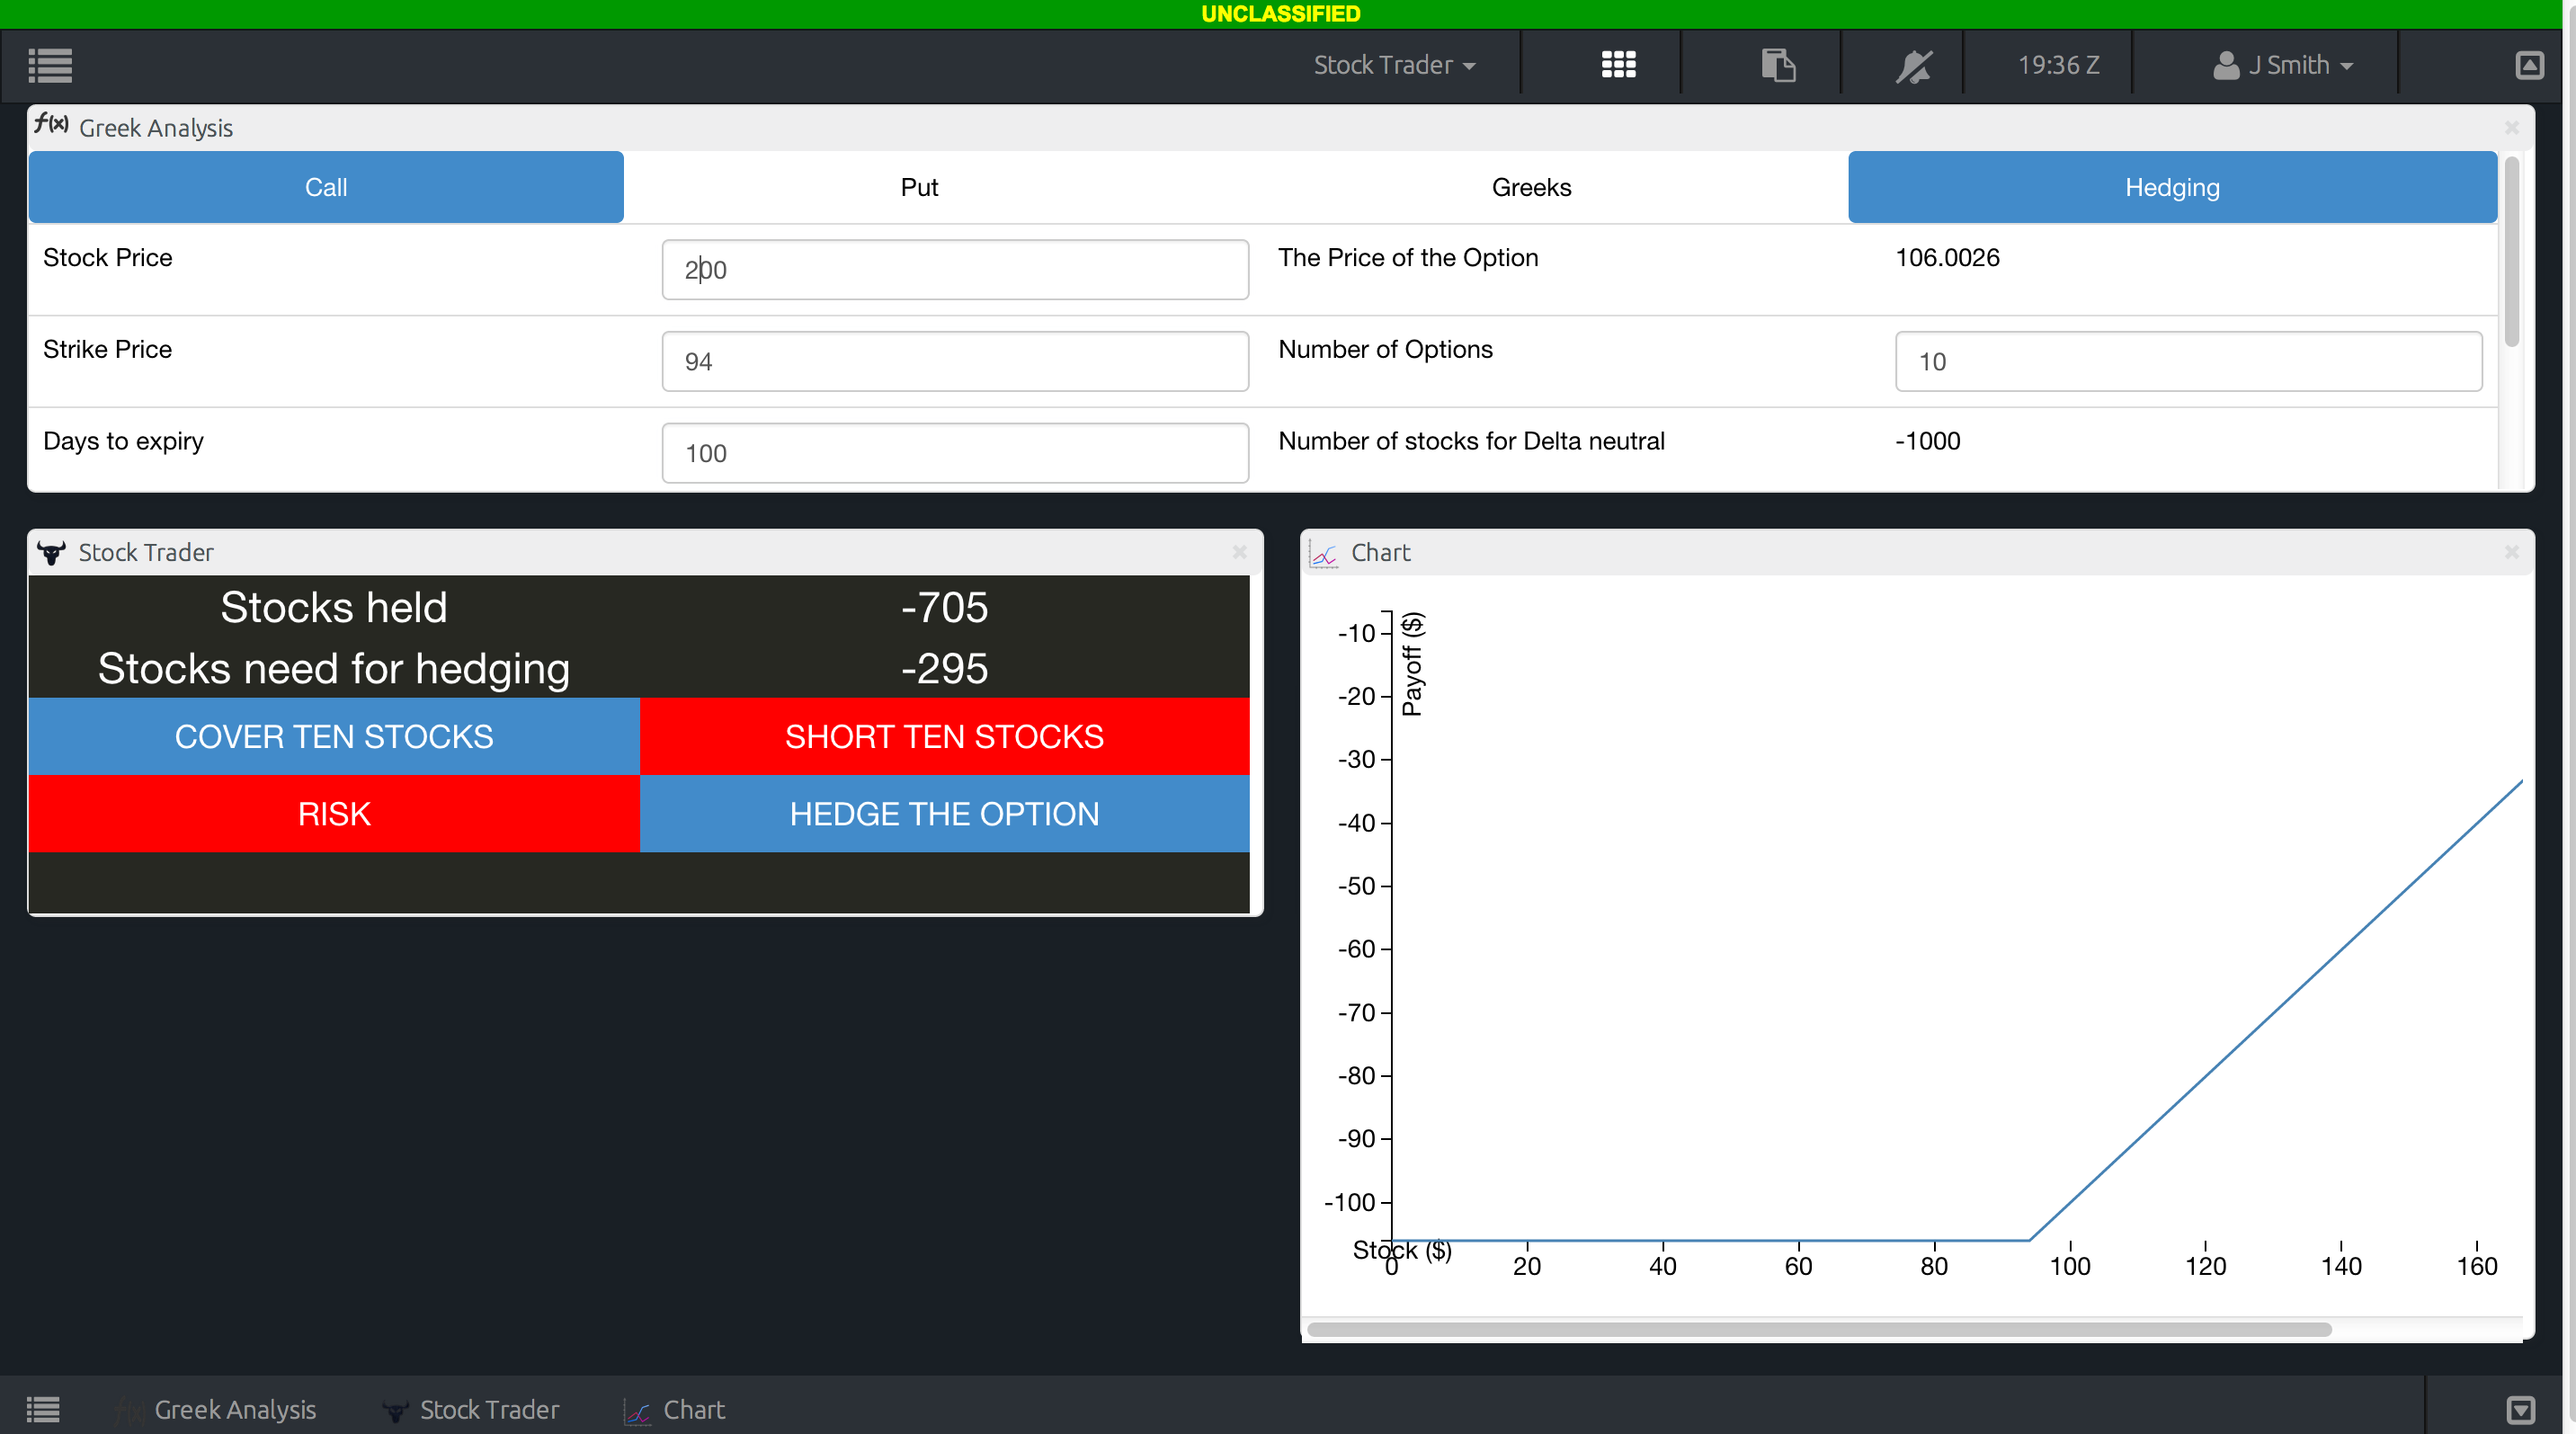 UNCLASSIFIED
Stock Trader
19:36 Z
J Smith
f(x) Greek Analysis
Call Put Greeks Hedging
Stock Price 200 The Price of the Option 106.0026
Strike Price 94 Number of Options 10
Days to expiry 100 Number of stocks for Delta neutral -1000
Stock Trader
Stocks held -705
Stocks need for hedging -295
COVER TEN STOCKS SHORT TEN STOCKS
RISK HEDGE THE OPTION
Chart
Payoff ($)
-10
-20
-30
-40
-50
-60
-70
-80
-90
-100
Stock ($)
0 20 40 60 80 100 120 140 160
f(x) Greek Analysis Stock Trader Chart